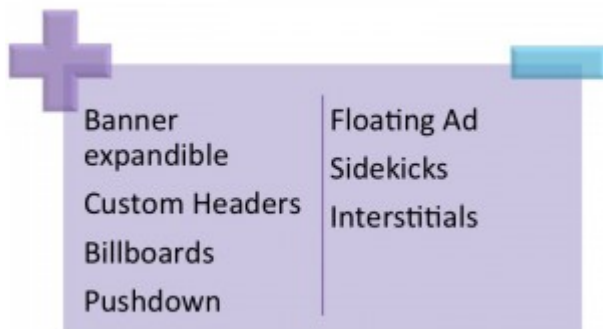 Banner
expandible
Custom Headers
Billboards
Pushdown
Floating Ad
Sidekicks
Interstitials